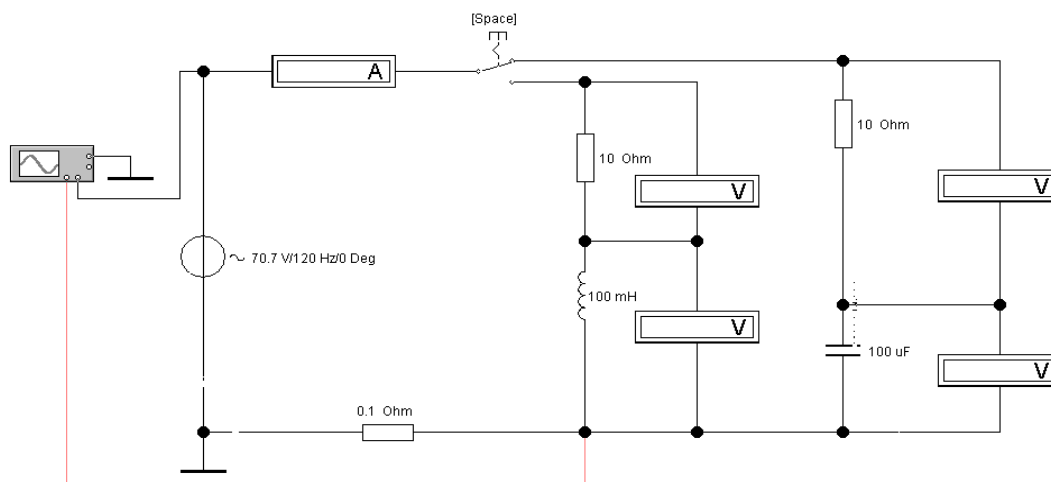 [Space]
A
10 Ohm
10 Ohm
V
V
70.7 V/120 Hz/0 Deg
100 mH
V
100 uF
V
0.1 Ohm